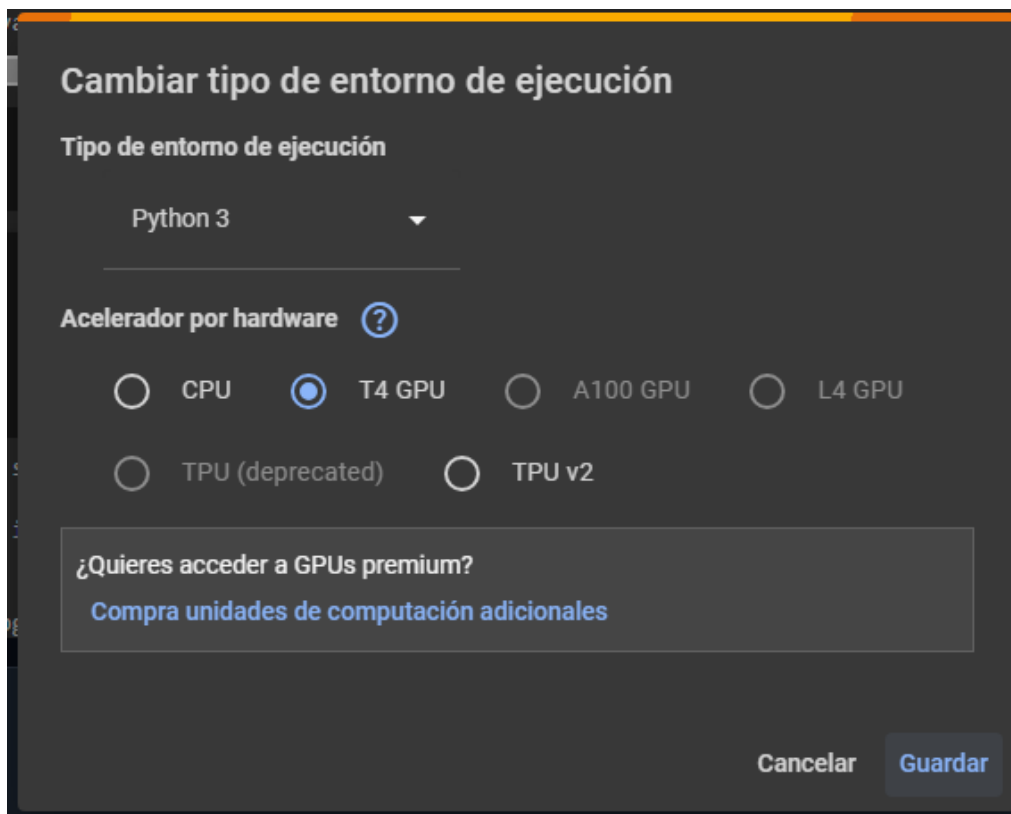 Cambiar tipo de entorno de ejecución
Tipo de entorno de ejecución
Python 3
Acelerador por hardware ?
CPU T4 GPU A100 GPU L4 GPU
TPU (deprecated) TPU v2
¿Quieres acceder a GPUs premium?
Compra unidades de computación adicionales
Cancelar Guardar